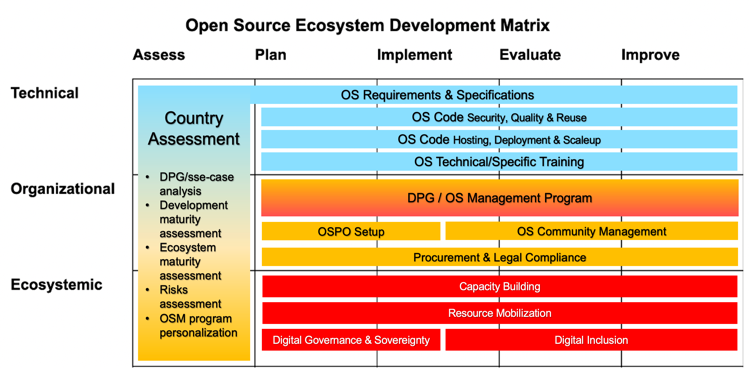 Open Source Ecosystem Development Matrix
Assess Plan Implement Evaluate Improve
Technical
OS Requirements & Specifications
Country
Assessment
OS Code Security, Quality & Reuse
OS Code Hosting, Deployment & Scaleup
OS Technical/Specific Training
• DPG/sse-case
analysis
• Development
maturity
assessment
• Ecosystem
maturity
assessment
• Risks
assessment
• OSM program
personalization
Organizational
DPG / OS Management Program
OSPO Setup
OS Community Management
Procurement & Legal Compliance
Ecosystemic
Capacity Building
Resource Mobilization
Digital Governance & Sovereignty
Digital Inclusion